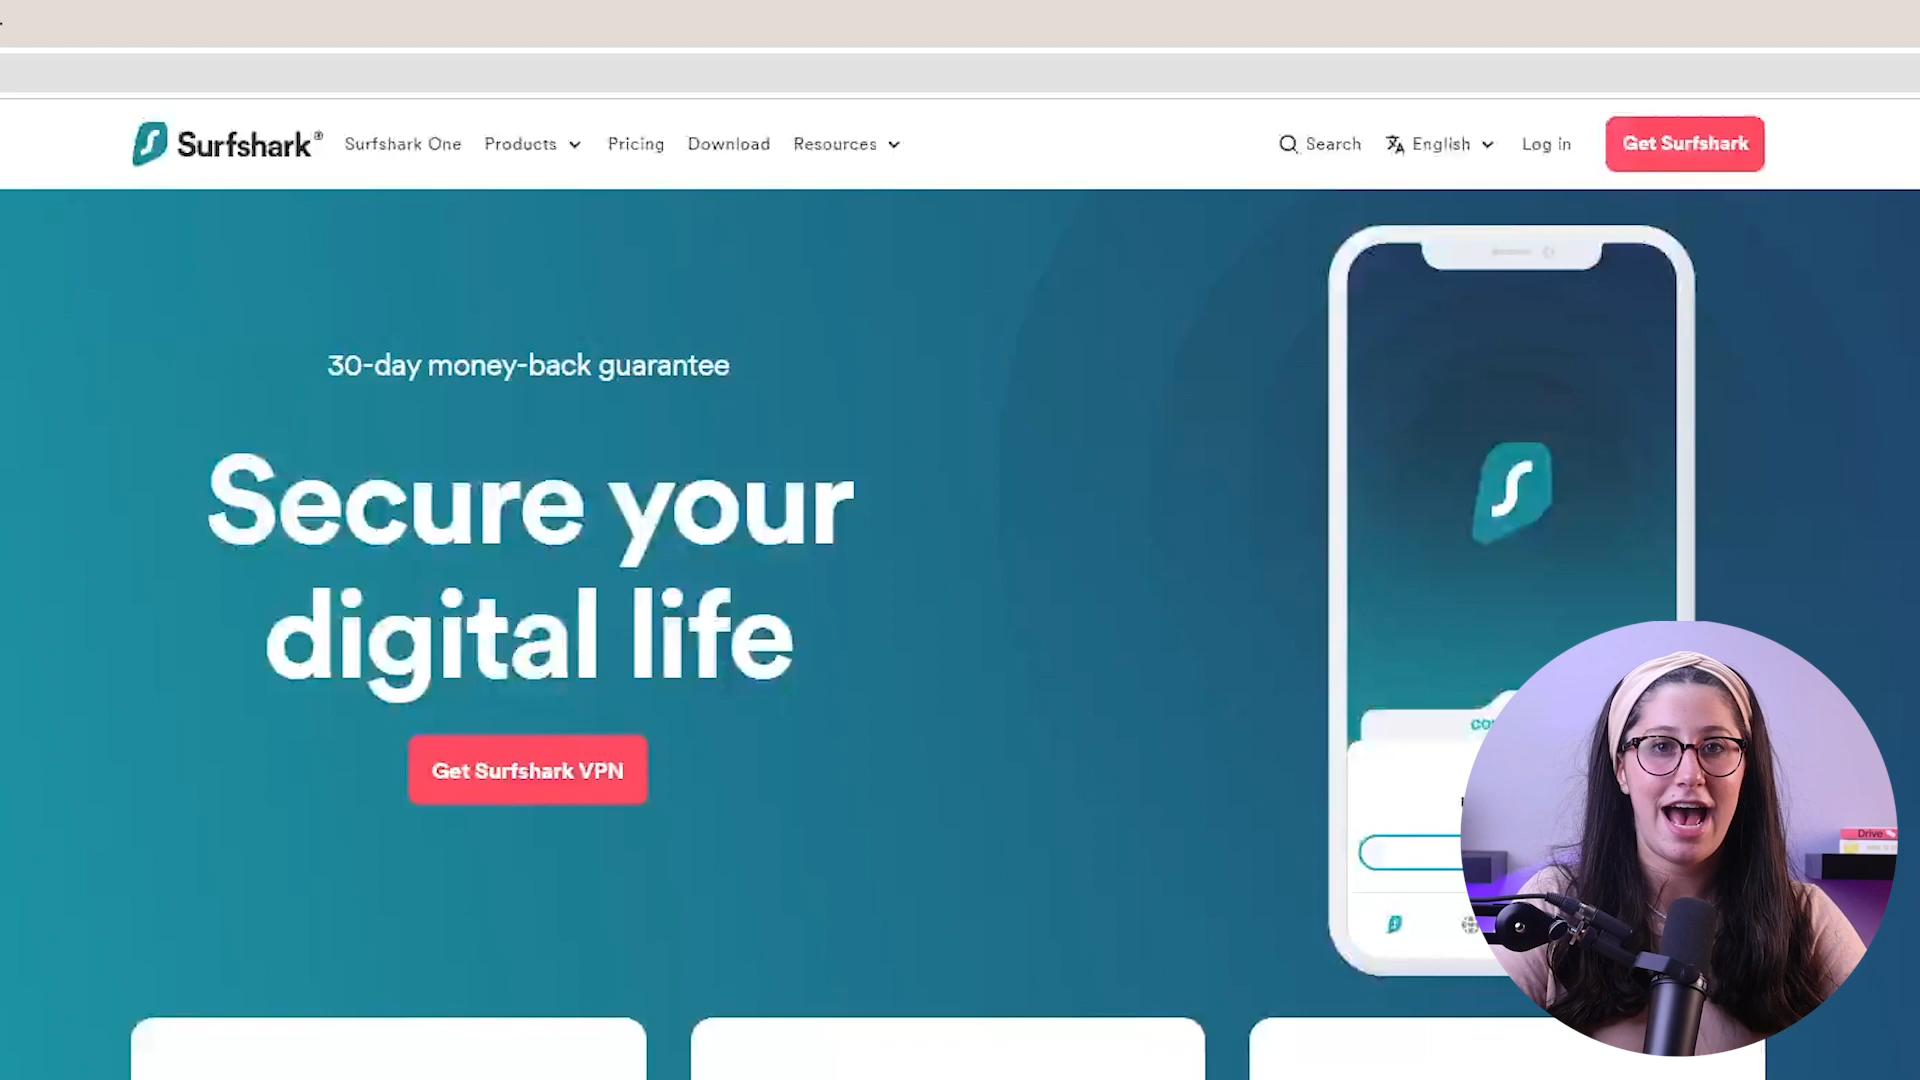 Surfshark®
Surfshark One
Products
Pricing
Download
Resources
Search
English
Log in
Get Surfshark
30-day money-back guarantee
Secure your
digital life
Get Surfshark VPN
Drive